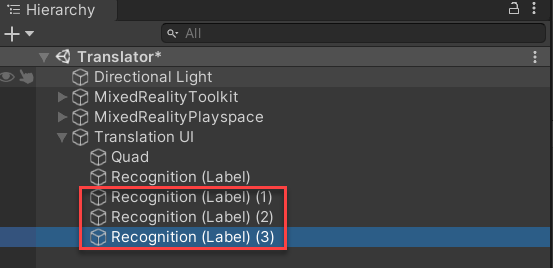 Hierarchy
All
Translator*
Directional Light
MixedRealityToolkit
MixedRealityPlayspace
Translation UI
Quad
Recognition (Label)
Recognition (Label) (1)
Recognition (Label) (2)
Recognition (Label) (3)